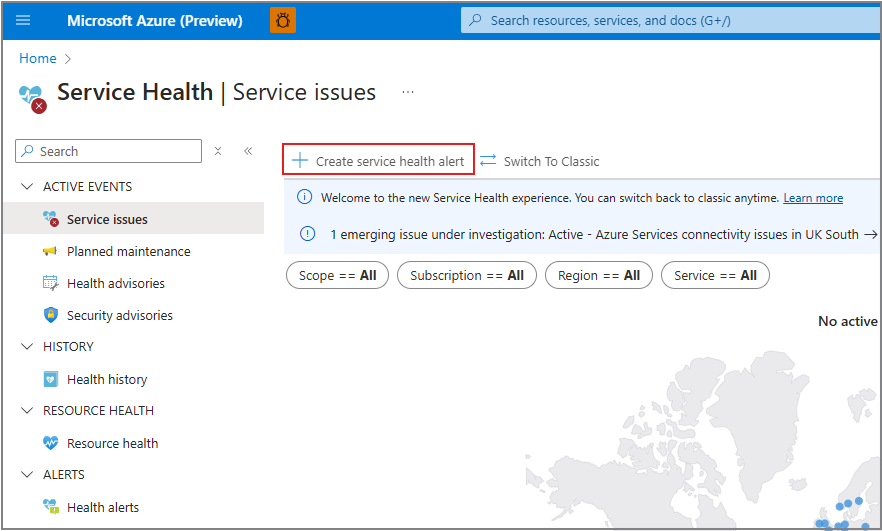 Microsoft Azure (Preview)
Search resources, services, and docs (G+/)
Home
Service Health | Service issues
...
Search
Create service health alert
Switch To Classic
ACTIVE EVENTS
Service issues
Planned maintenance
Health advisories
Security advisories
HISTORY
Health history
RESOURCE HEALTH
Resource health
ALERTS
Health alerts
Welcome to the new Service Health experience. You can switch back to classic anytime. Learn more
1 emerging issue under investigation: Active - Azure Services connectivity issues in UK South
Scope == All
Subscription == All
Region == All
Service == All
No active